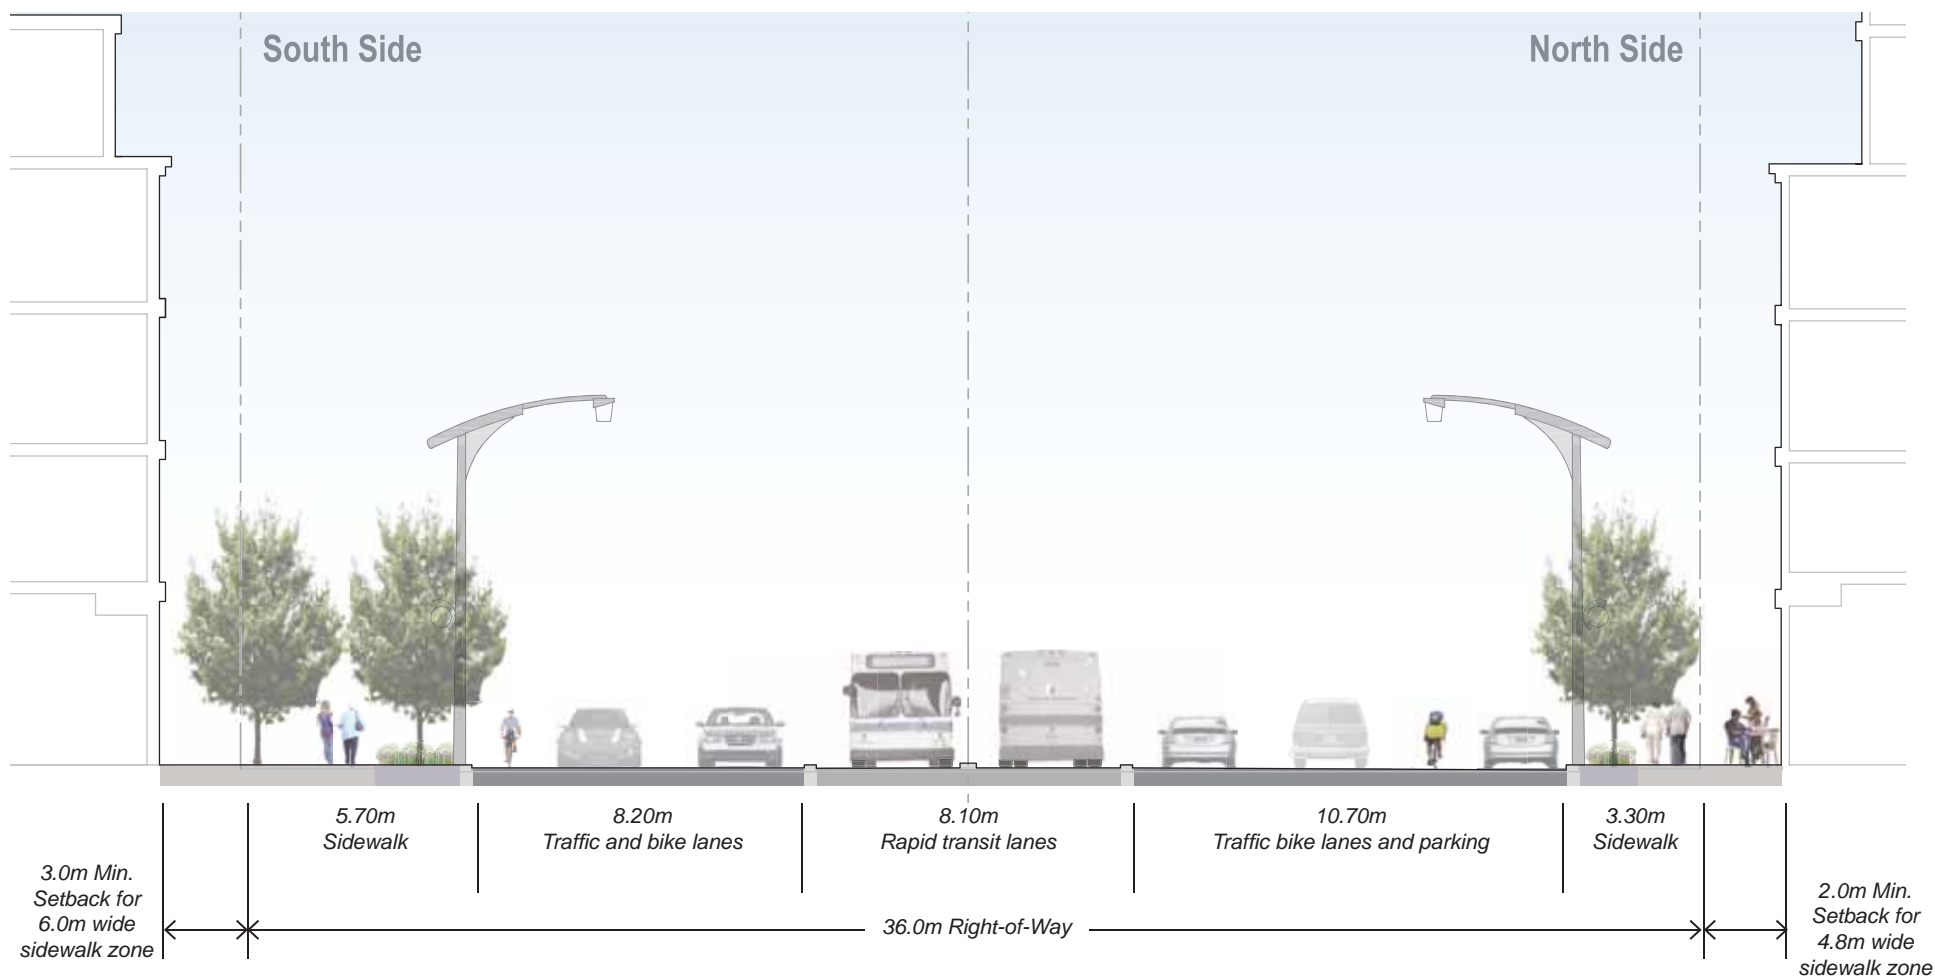 South Side
North Side
5.70m
Sidewalk
8.20m
Traffic and bike lanes
8.10m
Rapid transit lanes
10.70m
Traffic bike lanes and parking
3.30m
Sidewalk
3.0m Min.
Setback for
6.0m wide
sidewalk zone
36.0m Right-of-Way
2.0m Min.
Setback for
4.8m wide
sidewalk zone